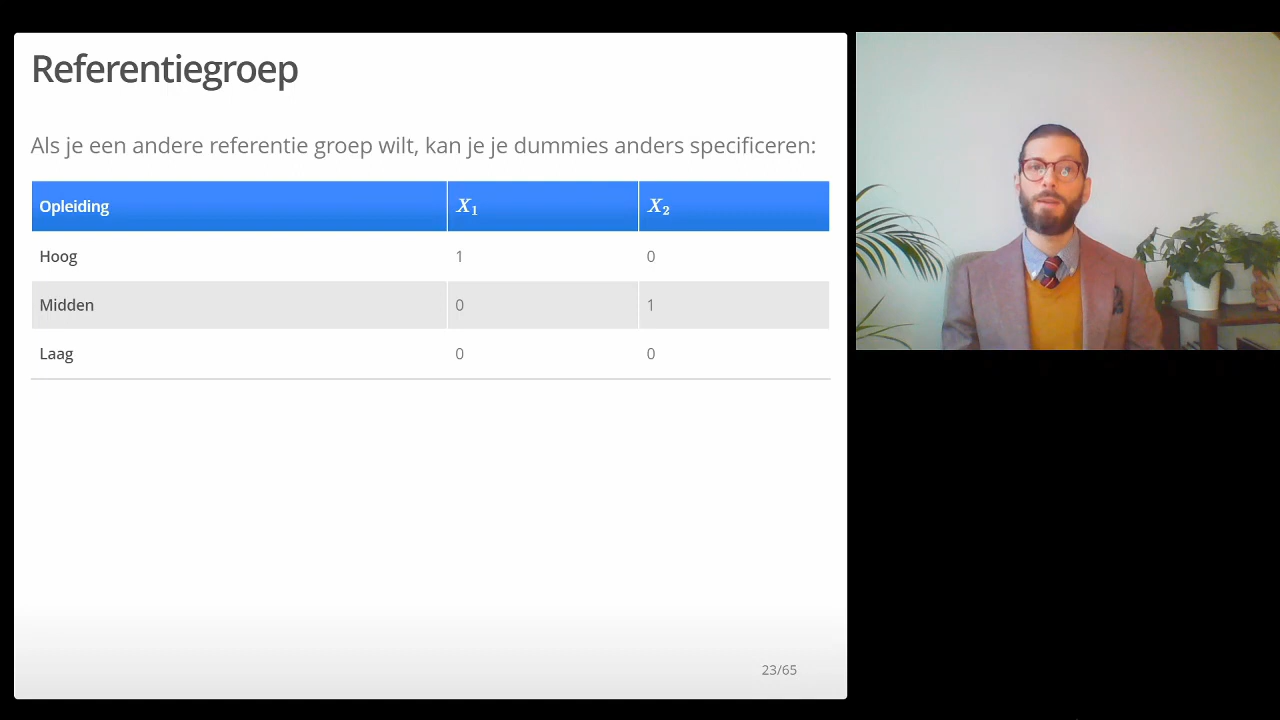 Referentiegroep
Als je een andere referentie groep wilt, kan je je dummies anders specificeren:
Opleiding X₁ X₂
Hoog 1 0
Midden 0 1
Laag 0 0
23/65